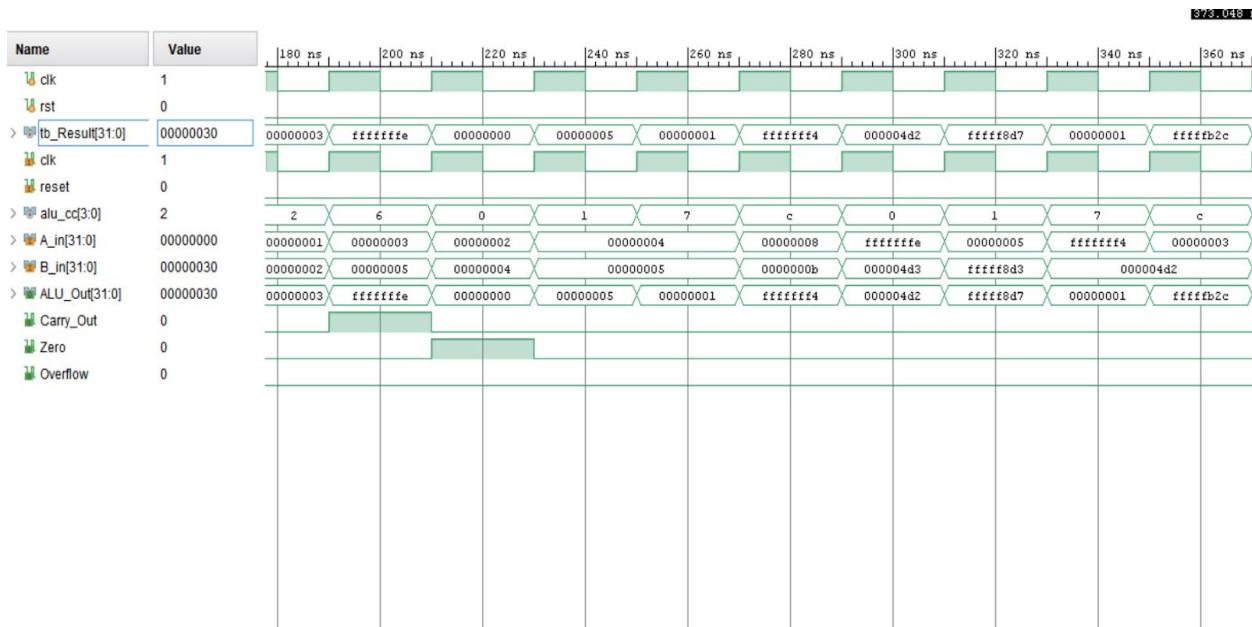 373.048
Name Value 180 ns 200 ns 220 ns 240 ns 260 ns 280 ns 300 ns 320 ns 340 ns 360 ns
clk 1
rst 0
tb_Result[31:0] 00000030 00000003 fffffffe 00000000 00000005 00000001 fffffff4 000004d2 fffff8d7 00000001 fffffb2c
clk 1
reset 0
alu_cc[3:0] 2 2 6 0 1 7 c 0 1 7 c
A_in[31:0] 00000000 00000001 00000003 00000002 00000004 00000008 fffffffe 00000005 fffffff4 00000003
B_in[31:0] 00000030 00000002 00000005 00000004 00000005 0000000b 000004d3 fffff8d3 000004d2
ALU_Out[31:0] 00000030 00000003 fffffffe 00000000 00000005 00000001 fffffff4 000004d2 fffff8d7 00000001 fffffb2c
Carry_Out 0
Zero 0
Overflow 0